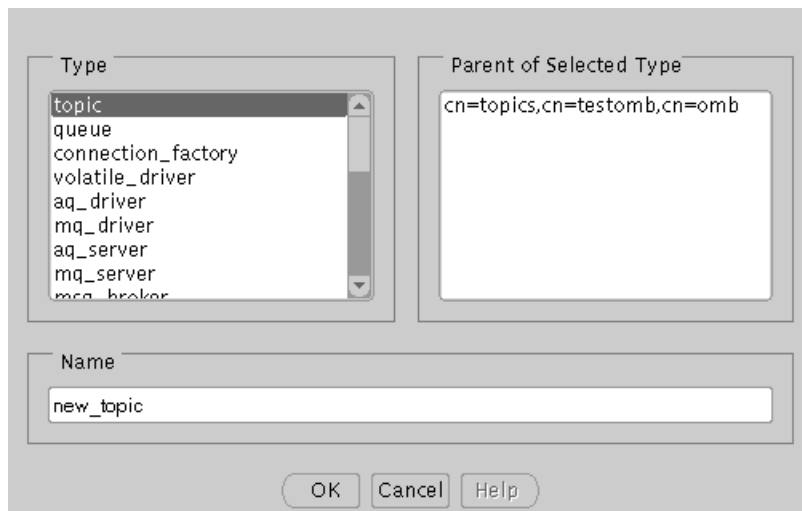 Type
topic
queue
connection_factory
volatile_driver
aq_driver
mq_driver
aq_server
mq_server
Parent of Selected Type
cn=topics,cn=testomb,cn=omb
Name
new_topic
OK
Cancel
Help